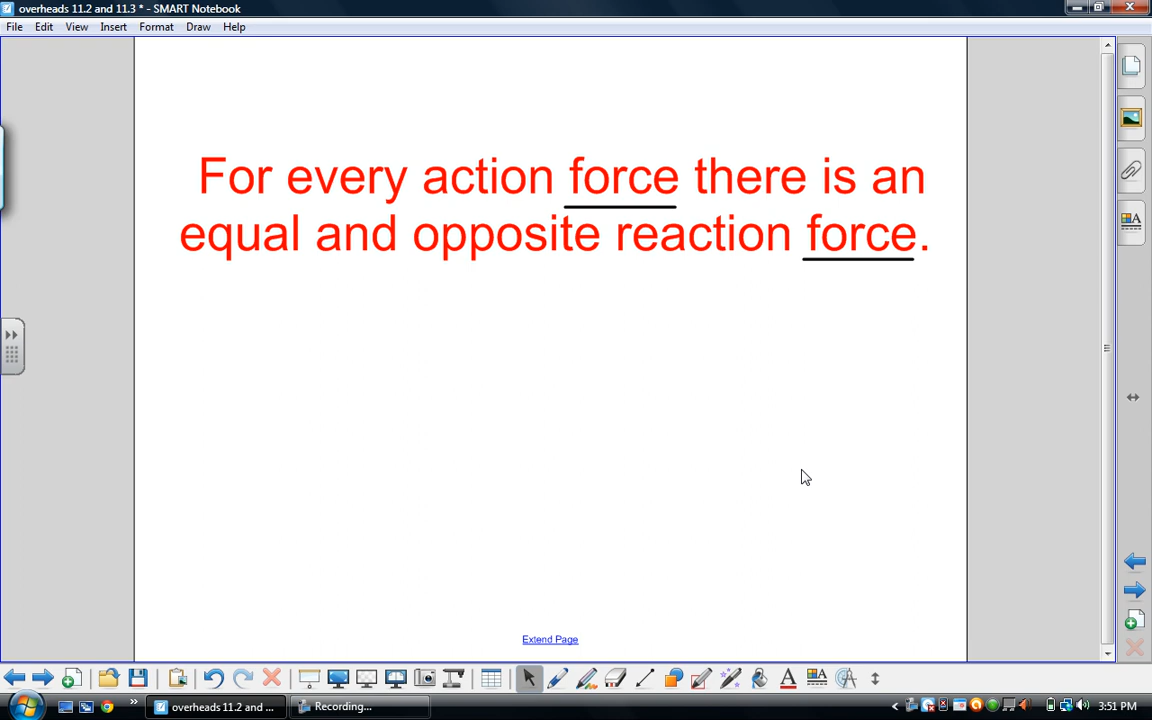 overheads 11.2 and 11.3 * - SMART Notebook
File Edit View Insert Format Draw Help
For every action force there is an
equal and opposite reaction force.
Extend Page
overheads 11.2 and ...
Recording...
3:51 PM